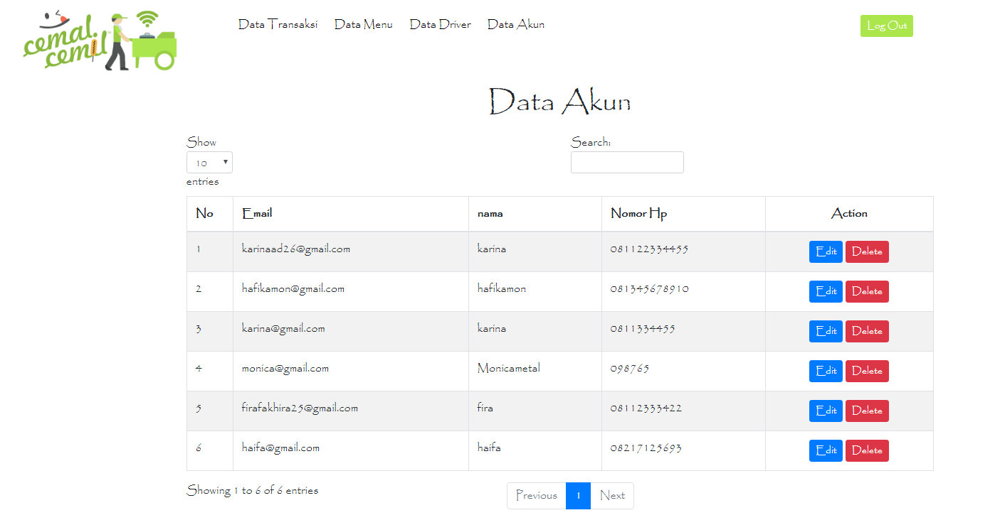 cemal.
cemil
Data Transaksi Data Menu Data Driver Data Akun Log Out
Data Akun
Show
10
entries
Search:
No Email nama Nomor Hp Action
1 karinaad26@gmail.com karina 081122334455 Edit Delete
2 hafikamon@gmail.com hafikamon 081345678910 Edit Delete
3 karina@gmail.com karina 0811334455 Edit Delete
4 monica@gmail.com Monicametal 098765 Edit Delete
5 firafakhira25@gmail.com fira 08112333422 Edit Delete
6 haifa@gmail.com haifa 08217125693 Edit Delete
Showing 1 to 6 of 6 entries
Previous 1 Next